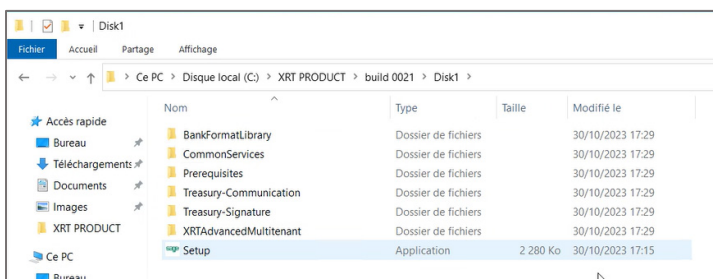 Disk1
Fichier Accueil Partage Affichage
Ce PC > Disque local (C:) > XRT PRODUCT > build 0021 > Disk1 >
Nom Type Taille Modifié le
Accès rapide
Bureau
Téléchargements
Documents
Images
XRT PRODUCT
Ce PC
Bureau
BankFormatLibrary Dossier de fichiers 30/10/2023 17:29
CommonServices Dossier de fichiers 30/10/2023 17:29
Prerequisites Dossier de fichiers 30/10/2023 17:29
Treasury-Communication Dossier de fichiers 30/10/2023 17:29
Treasury-Signature Dossier de fichiers 30/10/2023 17:29
XRTAdvancedMultitenant Dossier de fichiers 30/10/2023 17:29
Setup Application 2 280 Ko 30/10/2023 17:15